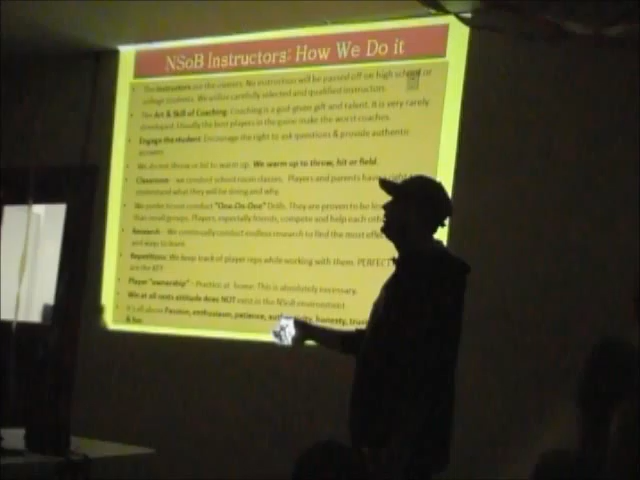 NSoB Instructors: How We Do it
The Instructors are the owners. No instruction will be passed off on high school or
college students. We utilize carefully selected and qualified instructors.
The Art & Skill of Coaching: Coaching is a god-given gift and talent. It is very rarely
developed. Usually the best players in the game make the worst coaches.
Engage the student: Encourage the right to ask questions & provide authentic
answers
We do not throw or hit to warm up. We warm up to throw, hit or field.
Classroom - we conduct school room classes. Players and parents have
understand what they will be doing and why.
We conduct "One-On-One" Drills. They are proven to be
than small groups. Players, especially friends, compete and help each
Research - We continually conduct endless research to find the most
and ways to learn.
Repetitions: We keep track of player reps while working with them. PERFECT
are the KEY.
Player "ownership" - Practice at home. This is absolutely necessary.
Win at all costs attitude does NOT exist in the NSoB environment.
It's all about Passion, enthusiasm, patience, honesty,
& fun